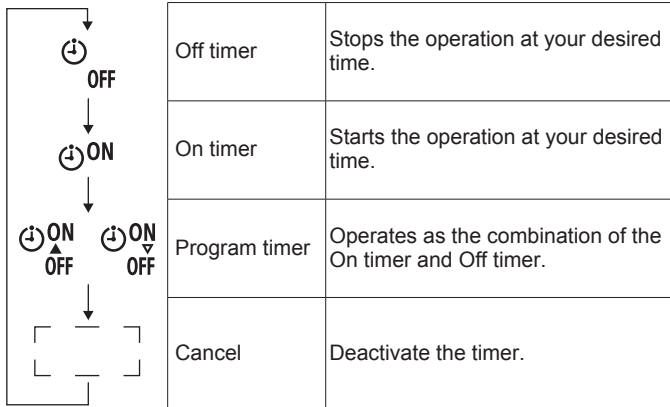 OFF
Off timer
Stops the operation at your desired
time.
ON
On timer
Starts the operation at your desired
time.
ON
OFF
ON
OFF
Program timer
Operates as the combination of the
On timer and Off timer.
Cancel
Deactivate the timer.